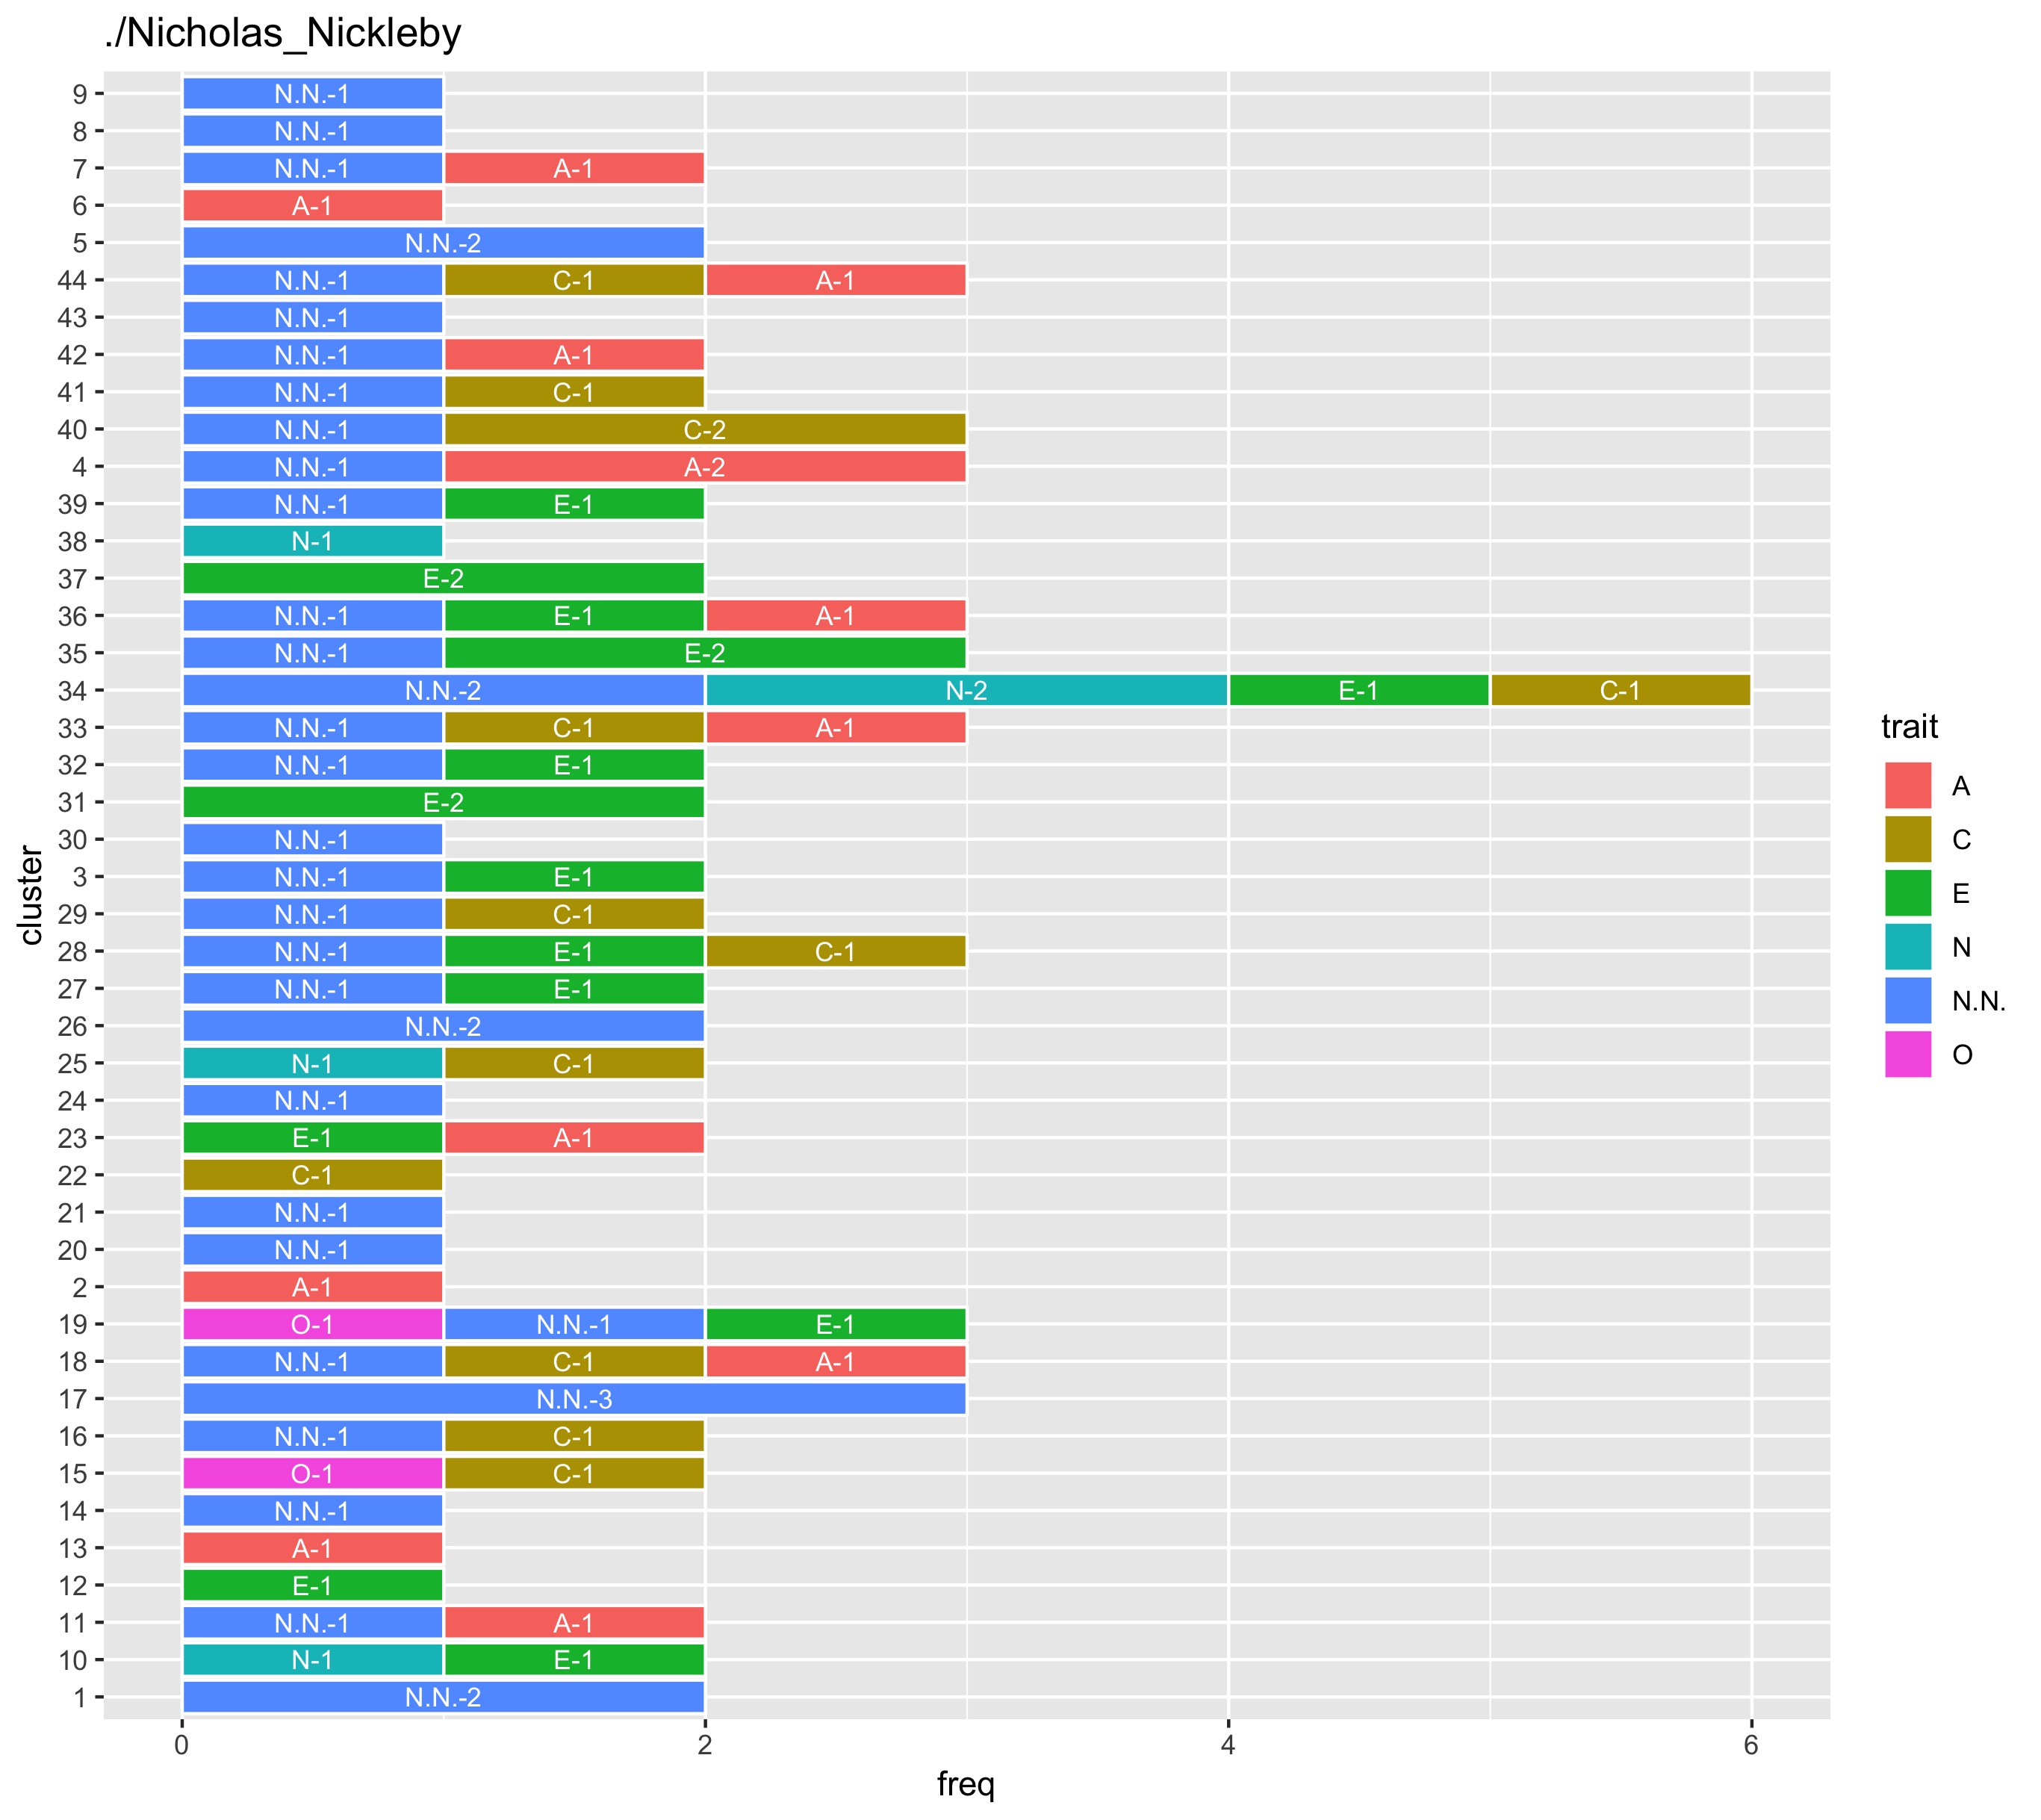 ./Nicholas_Nickleby
9 N.N.-1
8 N.N.-1
7 N.N.-1 A-1
6 A-1
5 N.N.-2
44 N.N.-1 C-1 A-1
43 N.N.-1
42 N.N.-1 A-1
41 N.N.-1 C-1
40 N.N.-1 C-2
4 N.N.-1 A-2
39 N.N.-1 E-1
38 N-1
37 E-2
36 N.N.-1 E-1 A-1
35 N.N.-1 E-2
34 N.N.-2 N-2 E-1 C-1
33 N.N.-1 C-1 A-1
32 N.N.-1 E-1
31 E-2
30 N.N.-1
3 N.N.-1 E-1
29 N.N.-1 C-1
28 N.N.-1 E-1 C-1
27 N.N.-1 E-1
26 N.N.-2
25 N-1 C-1
24 N.N.-1
23 E-1 A-1
22 C-1
21 N.N.-1
20 N.N.-1
2 A-1
19 O-1 N.N.-1 E-1
18 N.N.-1 C-1 A-1
17 N.N.-3
16 N.N.-1 C-1
15 O-1 C-1
14 N.N.-1
13 A-1
12 E-1
11 N.N.-1 A-1
10 N-1 E-1
1 N.N.-2
0 2 4 6
freq
cluster
trait
A
C
E
N
N.N.
O